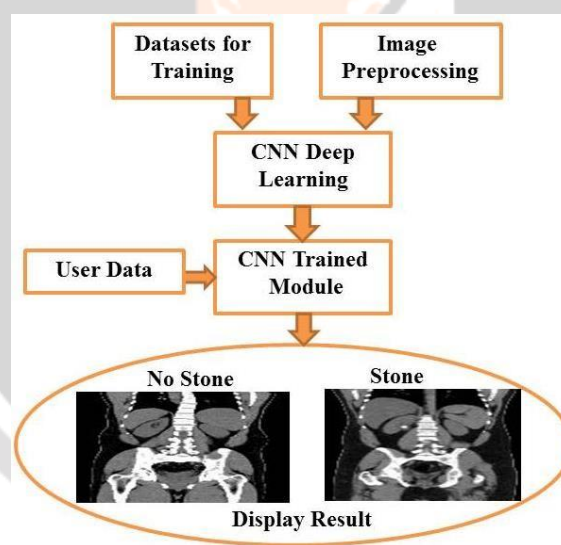 Datasets for
Training
Image
Preprocessing
CNN Deep
Learning
User Data
CNN Trained
Module
No Stone
Stone
Display Result